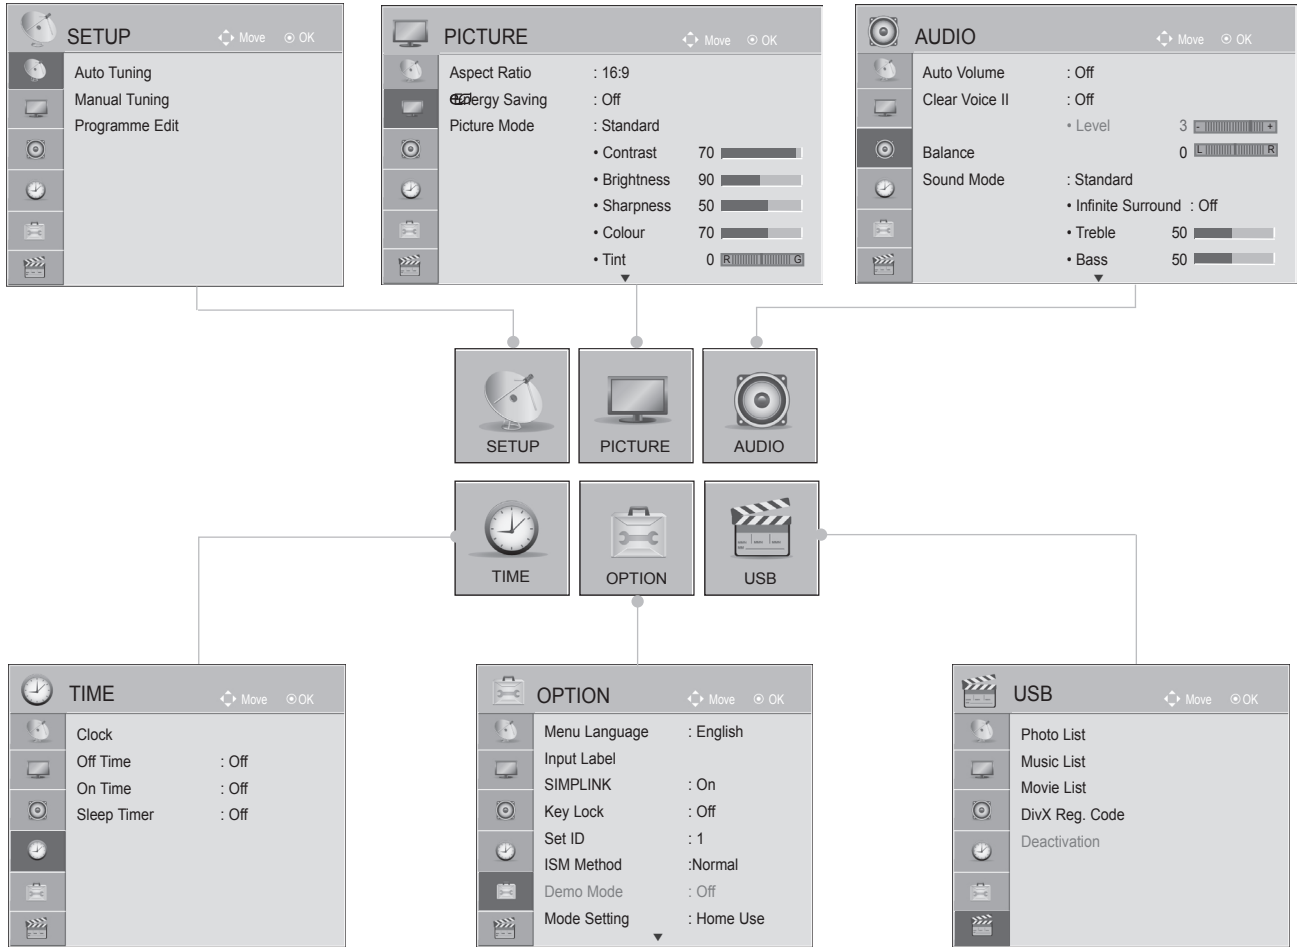 SETUP Move OK
Auto Tuning
Manual Tuning
Programme Edit
PICTURE Move OK
Aspect Ratio : 16:9
Energy Saving : Off
Picture Mode : Standard
• Contrast 70
• Brightness 90
• Sharpness 50
• Colour 70
• Tint 0 R G
AUDIO Move OK
Auto Volume : Off
Clear Voice II : Off
• Level 3 - +
Balance 0 L R
Sound Mode : Standard
• Infinite Surround : Off
• Treble 50
• Bass 50
SETUP
PICTURE
AUDIO
TIME
OPTION
USB
TIME Move OK
Clock
Off Time : Off
On Time : Off
Sleep Timer : Off
OPTION Move OK
Menu Language : English
Input Label
SIMPLINK : On
Key Lock : Off
Set ID : 1
ISM Method :Normal
Demo Mode : Off
Mode Setting : Home Use
USB Move OK
Photo List
Music List
Movie List
DivX Reg. Code
Deactivation